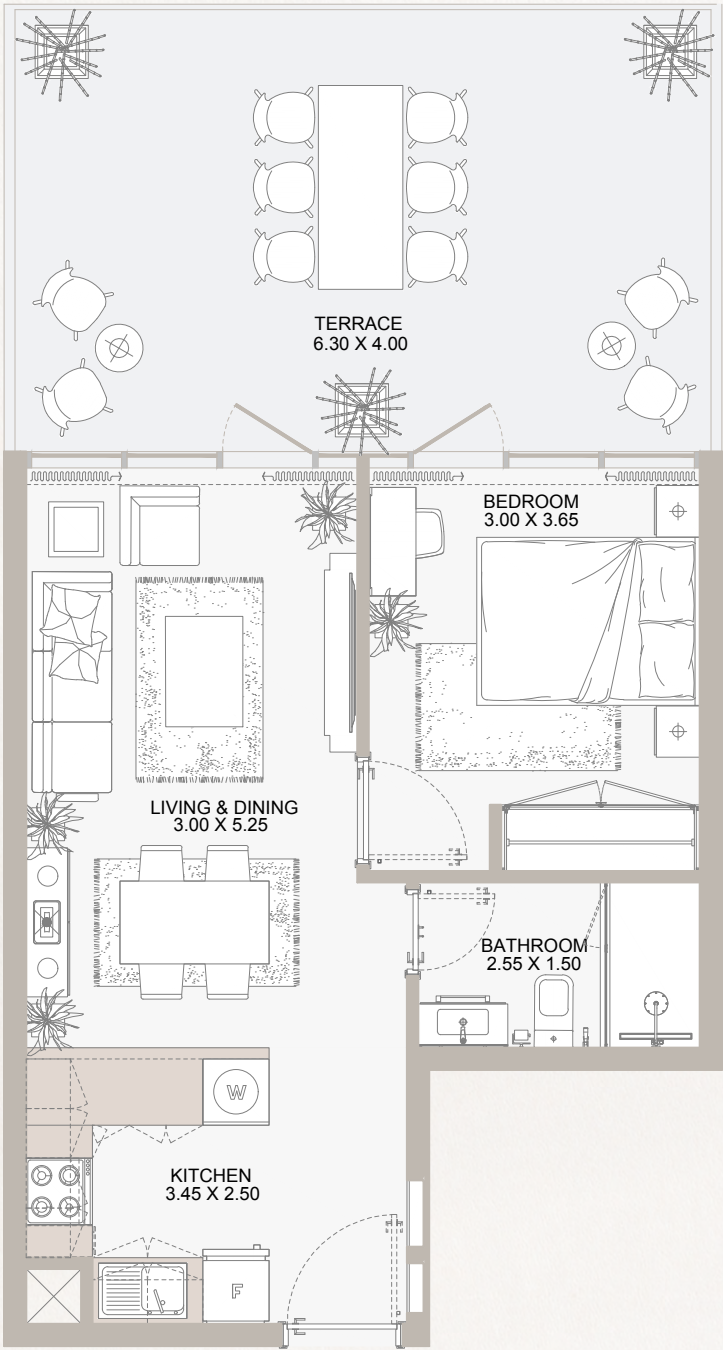 TERRACE
6.30 X 4.00
BEDROOM
3.00 X 3.65
LIVING & DINING
3.00 X 5.25
BATHROOM
2.55 X 1.50
W
KITCHEN
3.45 X 2.50
F